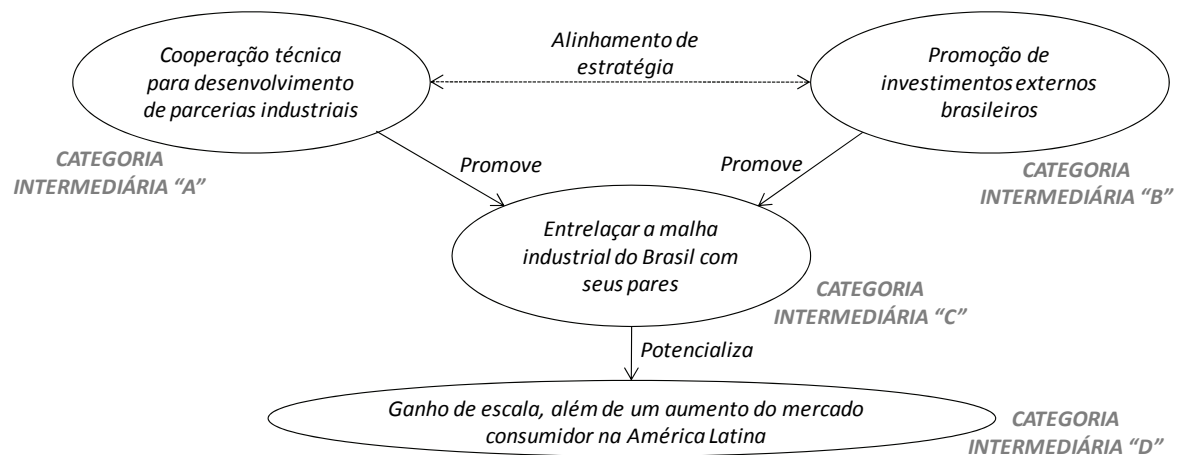 Cooperação técnica
para desenvolvimento
de parcerias industriais
Alinhamento de
estratégia
Promoção de
investimentos externos
brasileiros
CATEGORIA
INTERMEDIÁRIA “A”
Promove
Promove
CATEGORIA
INTERMEDIÁRIA “B”
Entrelaçar a malha
industrial do Brasil com
seus pares
CATEGORIA
INTERMEDIÁRIA “C”
Potencializa
Ganho de escala, além de um aumento do mercado
consumidor na América Latina
CATEGORIA
INTERMEDIÁRIA “D”